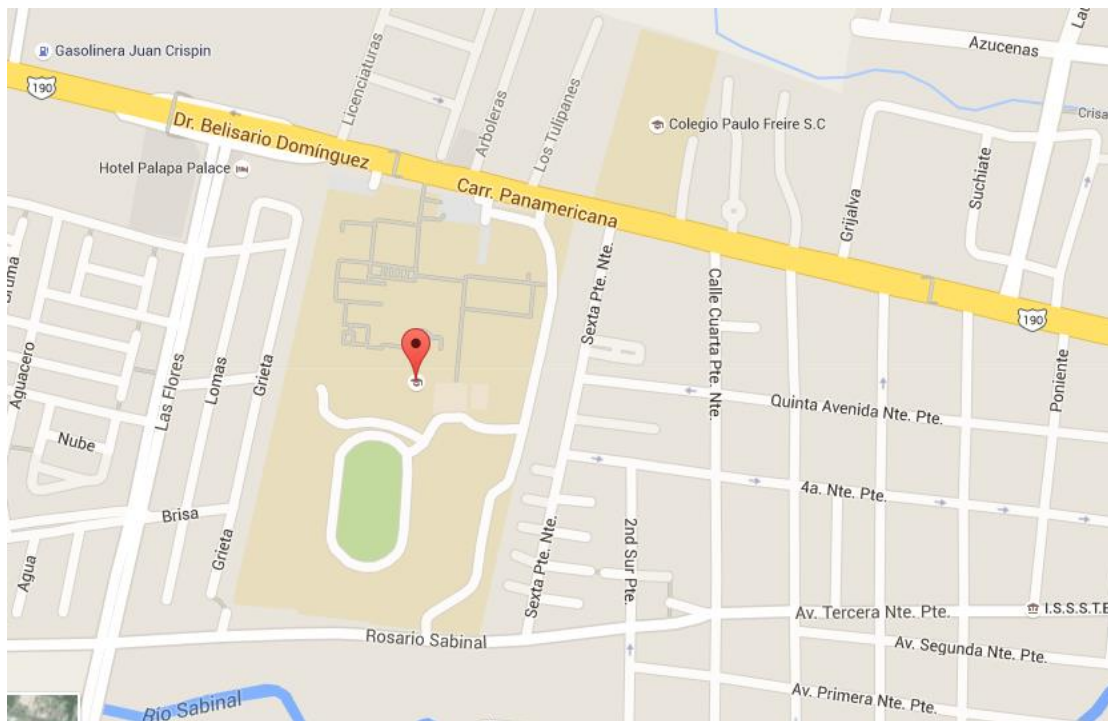 Gasolinera Juan Crispin
190
Licenciaturas
Arboleras
Los Tulipanes
Azucenas
Colegio Paulo Freire S.C
Dr. Belisario Domínguez
Hotel Palapa Palace
Carr. Panamericana
Suchiate
Grijalva
Sexta Pte. Nte.
Calle Cuarta Pte. Nte.
190
Aguacero
Las Flores
Lomas
Grieta
Poniente
Quinta Avenida Nte. Pte.
Nube
4a. Nte. Pte.
Brisa
Agua
Grieta
Sexta Pte. Nte.
2nd Sur Pte.
Av. Tercera Nte. Pte.
I.S.S.S.T.E
Rosario Sabinal
Av. Segunda Nte. Pte.
Av. Primera Nte. Pte.
Río Sabinal